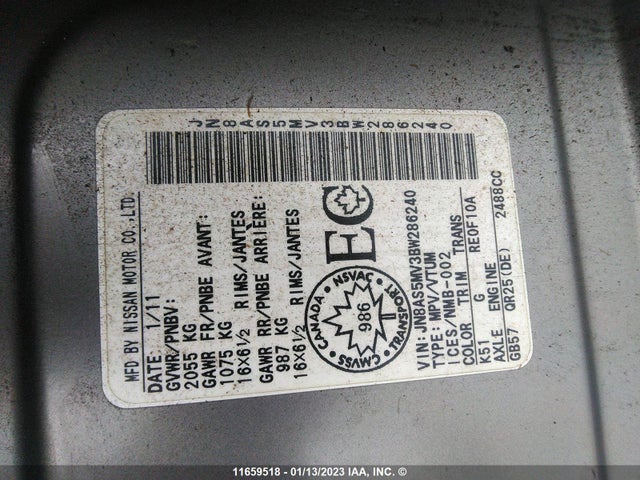 JN8AS5MV3BW286240
MFD BY NISSAN MOTOR CO.,LTD.
DATE: 1/11
GVWR/PNBV:
2055 KG
GAWR FR/PNBE AVANT:
1075 KG
16X6 1/2 RIMS/JANTES
GAWR RR/PNBE ARRIÈRE:
987 KG
16X6 1/2 RIMS/JANTES
CANADA
NSVAC
986
TRANSPORT
CMVSS
EC
VIN: JN8AS5MV3BW286240
TYPE: MPV/VTUM
ICES/NMB-002
COLOR TRIM TRANS
K51 G RE0F10A
AXLE ENGINE
GB57 QR25(DE) 2488CC
11659518 - 01/13/2023 IAA, INC. ©